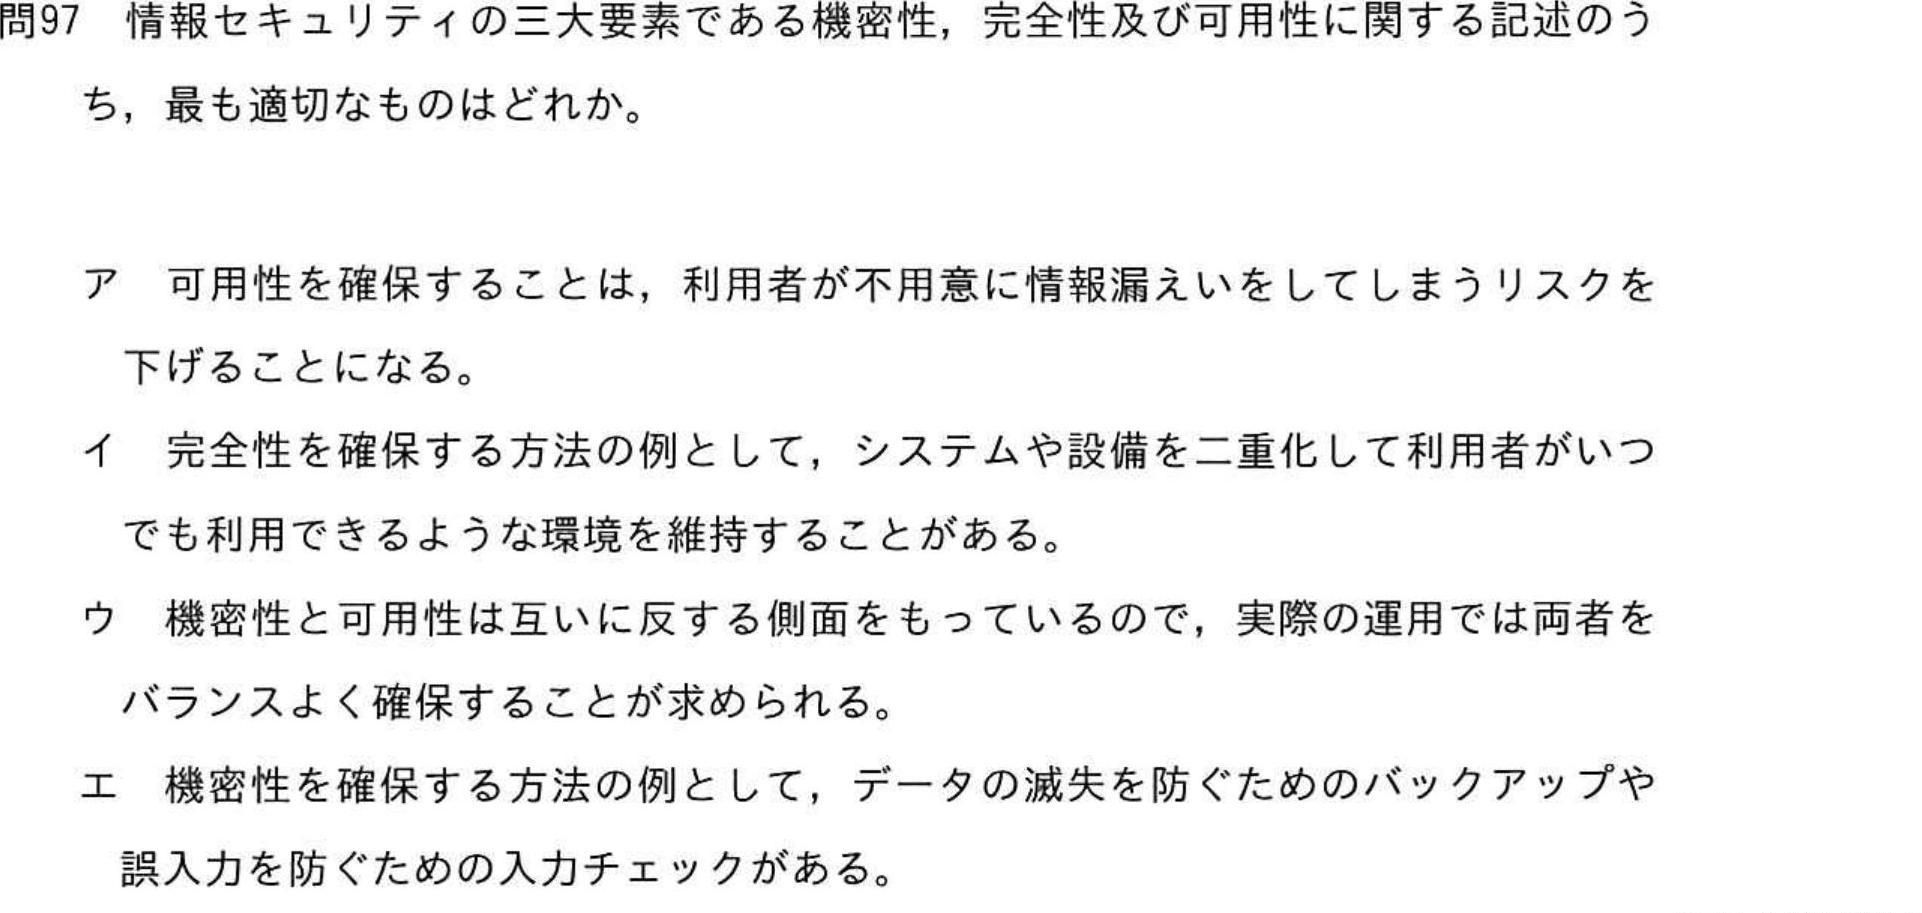 問97　情報セキュリティの三大要素である機密性，完全性及び可用性に関する記述のう
ち，最も適切なものはどれか。
ア　可用性を確保することは，利用者が不用意に情報漏えいをしてしまうリスクを
下げることになる。
イ　完全性を確保する方法の例として，システムや設備を二重化して利用者がいつ
でも利用できるような環境を維持することがある。
ウ　機密性と可用性は互いに反する側面をもっているので，実際の運用では両者を
バランスよく確保することが求められる。
エ　機密性を確保する方法の例として，データの滅失を防ぐためのバックアップや
誤入力を防ぐための入力チェックがある。